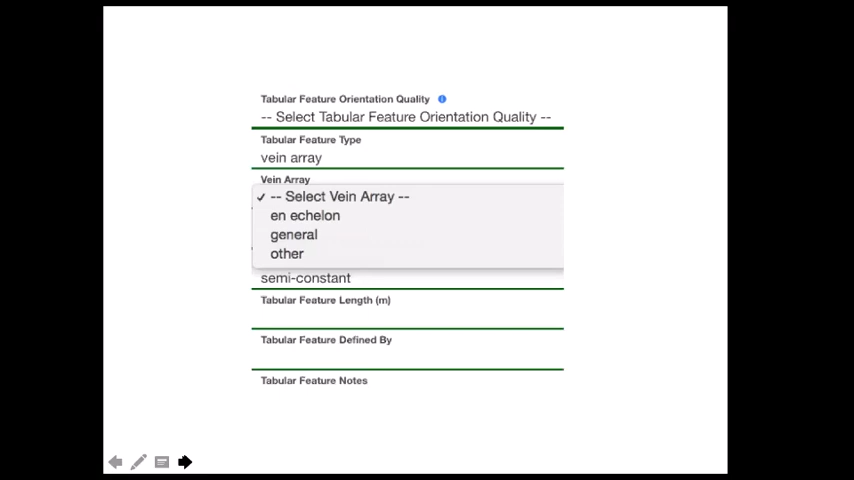 Tabular Feature Orientation Quality
-- Select Tabular Feature Orientation Quality --
Tabular Feature Type
vein array
Vein Array
✓ -- Select Vein Array --
en echelon
general
other
semi-constant
Tabular Feature Length (m)
Tabular Feature Defined By
Tabular Feature Notes